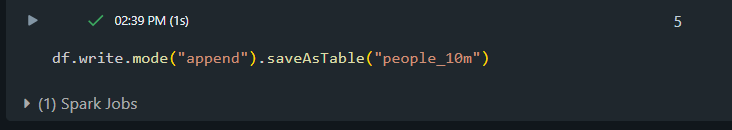 02:39 PM (1s)
5
df.write.mode("append").saveAsTable("people_10m")
(1) Spark Jobs